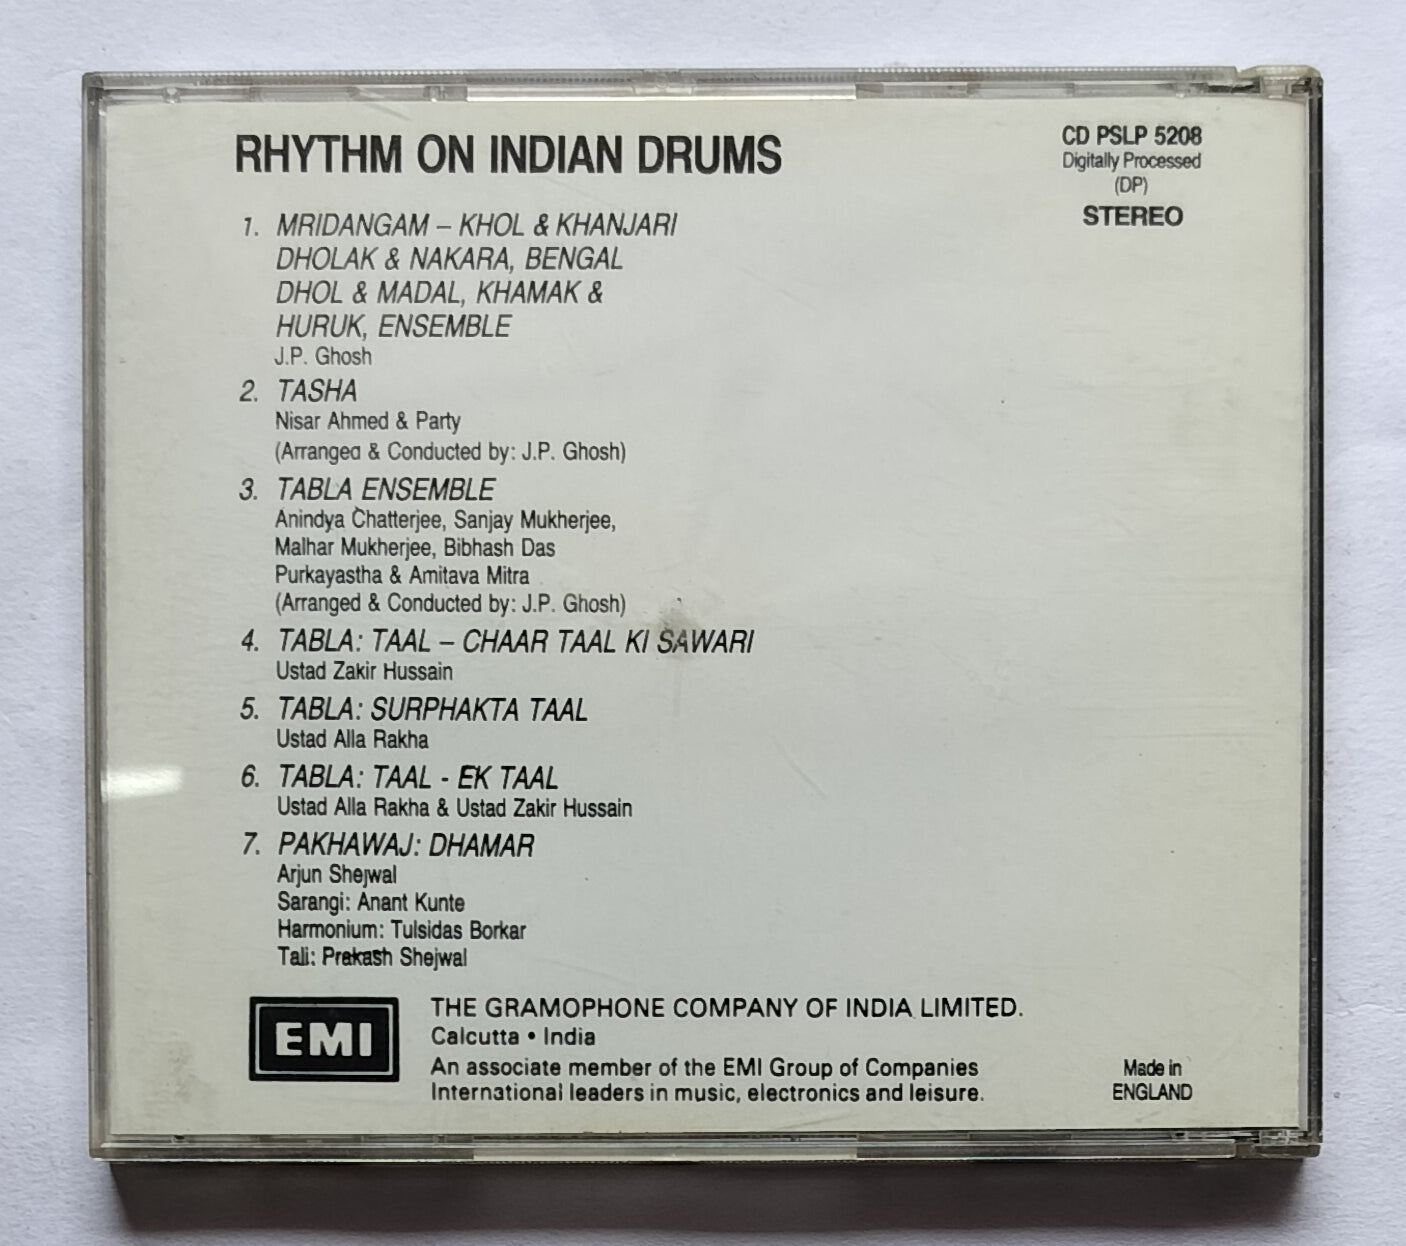 RHYTHM ON INDIAN DRUMS
CD PSLP 5208
Digitally Processed
(DP)
STEREO
1. MRIDANGAM – KHOL & KHANJARI
DHOLAK & NAKARA, BENGAL
DHOL & MADAL, KHAMAK &
HURUK, ENSEMBLE
J.P. Ghosh
2. TASHA
Nisar Ahmed & Party
(Arranged & Conducted by: J.P. Ghosh)
3. TABLA ENSEMBLE
Anindya Chatterjee, Sanjay Mukherjee,
Malhar Mukherjee, Bibhash Das
Purkayastha & Amitava Mitra
(Arranged & Conducted by: J.P. Ghosh)
4. TABLA: TAAL – CHAAR TAAL KI SAWARI
Ustad Zakir Hussain
5. TABLA: SURPHAKTA TAAL
Ustad Alla Rakha
6. TABLA: TAAL - EK TAAL
Ustad Alla Rakha & Ustad Zakir Hussain
7. PAKHAWAJ: DHAMAR
Arjun Shejwal
Sarangi: Anant Kunte
Harmonium: Tulsidas Borkar
Tali: Prakash Shejwal
EMI
THE GRAMOPHONE COMPANY OF INDIA LIMITED.
Calcutta • India
An associate member of the EMI Group of Companies
International leaders in music, electronics and leisure.
Made in
ENGLAND